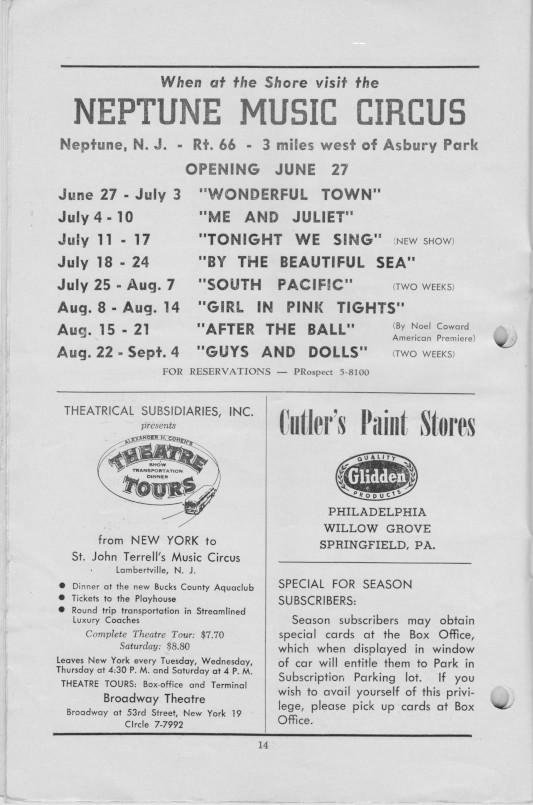 When at the Shore visit the
NEPTUNE MUSIC CIRCUS
Neptune, N. J. - Rt. 66 - 3 miles west of Asbury Park
OPENING JUNE 27
June 27 - July 3 "WONDERFUL TOWN"
July 4 - 10 "ME AND JULIET"
July 11 - 17 "TONIGHT WE SING" (NEW SHOW)
July 18 - 24 "BY THE BEAUTIFUL SEA"
July 25 - Aug. 7 "SOUTH PACIFIC" (TWO WEEKS)
Aug. 8 - Aug. 14 "GIRL IN PINK TIGHTS"
Aug. 15 - 21 "AFTER THE BALL" (By Noel Coward
American Premiere)
Aug. 22 - Sept. 4 "GUYS AND DOLLS" (TWO WEEKS)
FOR RESERVATIONS — PRospect 5-8100
THEATRICAL SUBSIDIARIES, INC.
presents
ALEXANDER H. COHEN'S
THEATRE
SHOW
TRANSPORTATION
DINNER
TOURS
from NEW YORK to
St. John Terrell's Music Circus
Lambertville, N. J.
• Dinner at the new Bucks County Aquaclub
• Tickets to the Playhouse
• Round trip transportation in Streamlined
Luxury Coaches
Complete Theatre Tour: $7.70
Saturday: $8.80
Leaves New York every Tuesday, Wednesday,
Thursday at 4:30 P. M. and Saturday at 4 P. M.
THEATRE TOURS: Box-office and Terminal
Broadway Theatre
Broadway at 53rd Street, New York 19
CIrcle 7-7992
Cutler's Paint Stores
QUALITY
Glidden
PRODUCTS
PHILADELPHIA
WILLOW GROVE
SPRINGFIELD, PA.
SPECIAL FOR SEASON
SUBSCRIBERS:
Season subscribers may obtain
special cards at the Box Office,
which when displayed in window
of car will entitle them to Park in
Subscription Parking lot. If you
wish to avail yourself of this privi-
lege, please pick up cards at Box
Office.
14